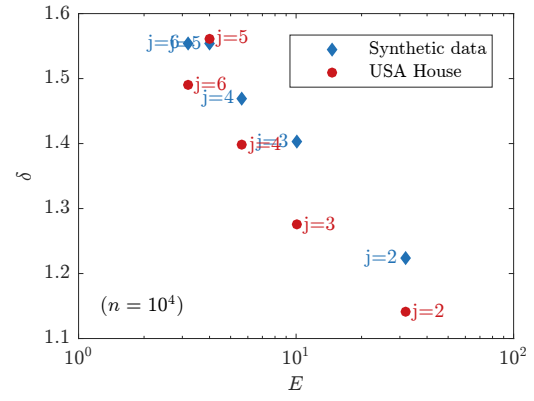 1.6
1.5
1.4
1.3
1.2
1.1
δ
j=6
j=5
j=5
j=6
j=4
j=4
j=3
j=3
j=2
j=2
Synthetic data
USA House
(n = 10⁴)
10⁰
10¹
10²
E